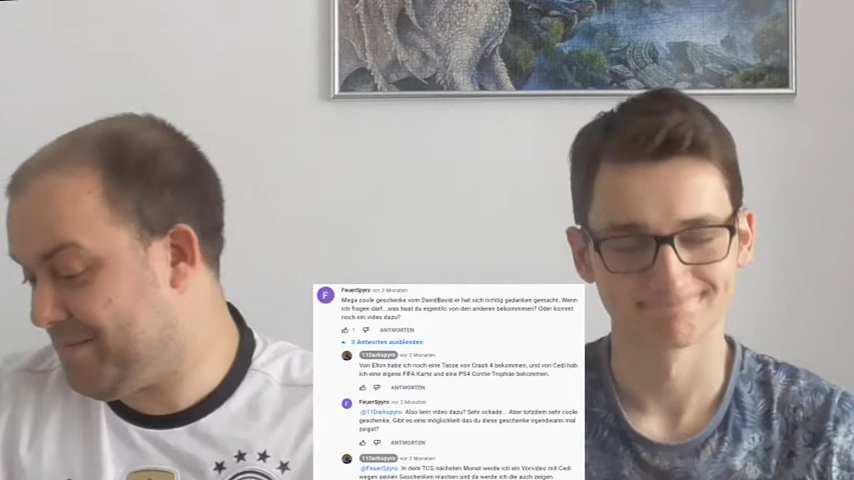 F
FeuerSpyro vor 3 Monaten
Mega coole geschenke vom DavidBavid er hat sich richtig gedanken gemacht. Wenn
ich fragen darf...was hast du eigentlic von den anderen bekommmen? Oder kommt
noch ein video dazu?
1 ANTWORTEN
3 Antworten ausblenden
11Darkspyro vor 3 Monaten
Von Elton habe ich noch eine Tasse von Crash 4 bekommen, und von Cedi hab
ich eine eigene FIFA Karte und eine PS4 Contie-Trophäe bekommen.
ANTWORTEN
FeuerSpyro vor 2 Monaten
@11Darkspyro Also kein video dazu? Sehr schade... Aber totzdem sehr coole
geschenke. Gibt es eine möglichkeit das du diese geschenke irgendwann mal
zeigst?
ANTWORTEN
11Darkspyro vor 2 Monaten
@FeuerSpyro In dem TCG nächsten Monat werde ich ein Vorvideo mit Cedi
wegen seinen Geschenken machen und da werde ich die auch zeigen.